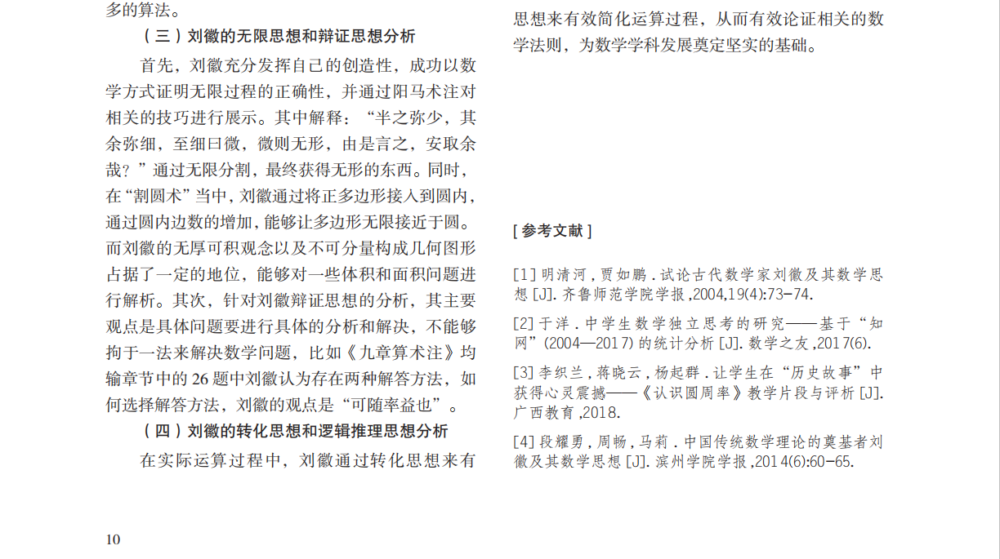 多的算法。
（三）刘徽的无限思想和辩证思想分析
首先，刘徽充分发挥自己的创造性，成功以数
学方式证明无限过程的正确性，并通过阳马术注对
相关的技巧进行展示。其中解释：“半之弥少，其
余弥细，至细曰微，微则无形，由是言之，安取余
哉？”通过无限分割，最终获得无形的东西。同时，
在“割圆术”当中，刘徽通过将正多边形接入到圆内，
通过圆内边数的增加，能够让多边形无限接近于圆。
而刘徽的无厚可积观念以及不可分量构成几何图形
占据了一定的地位，能够对一些体积和面积问题进
行解析。其次，针对刘徽辩证思想的分析，其主要
观点是具体问题要进行具体的分析和解决，不能够
拘于一法来解决数学问题，比如《九章算术注》均
输章节中的 26 题中刘徽认为存在两种解答方法，如
何选择解答方法，刘徽的观点是“可随率益也”。
（四）刘徽的转化思想和逻辑推理思想分析
在实际运算过程中，刘徽通过转化思想来有
10
思想来有效简化运算过程，从而有效论证相关的数
学法则，为数学学科发展奠定坚实的基础。
[ 参考文献 ]
[1] 明清河 , 贾如鹏 . 试论古代数学家刘徽及其数学思
想 [J]. 齐鲁师范学院学报 ,2004,19(4):73-74.
[2] 于洋 . 中学生数学独立思考的研究——基于“知
网”(2004—2017) 的统计分析 [J]. 数学之友 ,2017(6).
[3] 李织兰 , 蒋晓云 , 杨起群 . 让学生在“历史故事”中
获得心灵震撼——《认识圆周率》教学片段与评析 [J].
广西教育 ,2018.
[4] 段耀勇 , 周畅 , 马莉 . 中国传统数学理论的奠基者刘
徽及其数学思想 [J]. 滨州学院学报 ,2014(6):60-65.